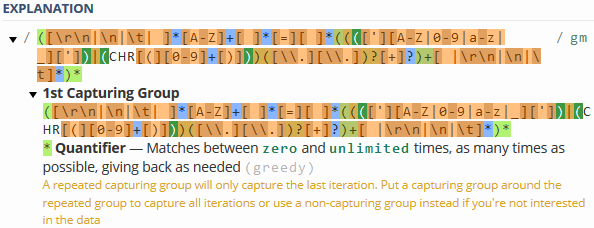 EXPLANATION
/ ([\r\n|\n|\t| ]*[A-Z]+[ ]*[=][ ]*(((['][A-Z|0-9|a-z| / gm
_]['])|(CHR[(][0-9]+[)]))([\\.][\\.])?[+]?)+[ |\r\n|\n|\
t]*)*
1st Capturing Group
([\r\n|\n|\t| ]*[A-Z]+[ ]*[=][ ]*(((['][A-Z|0-9|a-z|_]['])|(C
HR[(][0-9]+[)]))([\\.][\\.])?[+]?)+[ |\r\n|\n|\t]*)*
* Quantifier — Matches between zero and unlimited times, as many times as
possible, giving back as needed (greedy)
A repeated capturing group will only capture the last iteration. Put a capturing group around the
repeated group to capture all iterations or use a non-capturing group instead if you're not interested
in the data